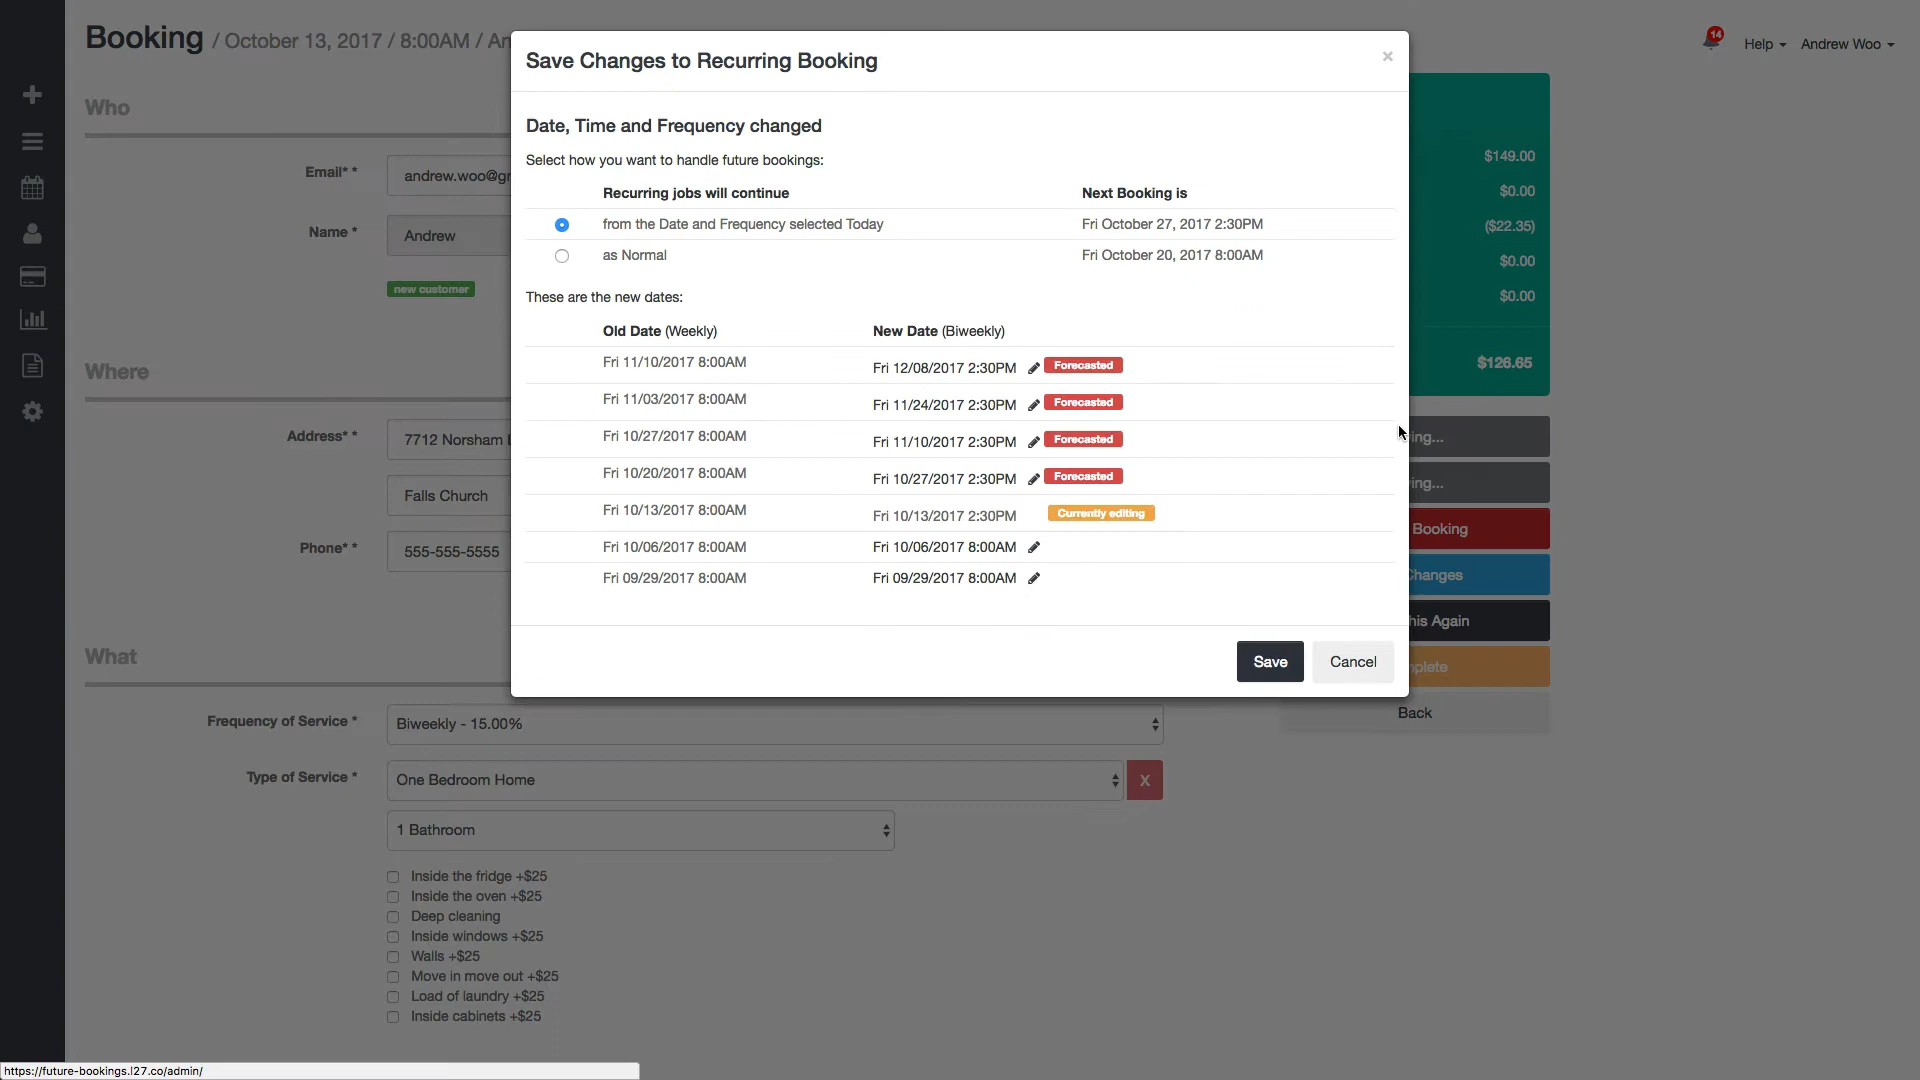 Booking / October 13, 2017 / 8:00AM /
14
Help
Andrew Woo
Who
Email* *
andrew.woo@
Name *
Andrew
new customer
Where
Address* *
7712 Norsham
Falls Church
Phone* *
555-555-5555
What
Frequency of Service *
Biweekly - 15.00%
Type of Service *
One Bedroom Home
X
1 Bathroom
Inside the fridge +$25
Inside the oven +$25
Deep cleaning
Inside windows +$25
Walls +$25
Move in move out +$25
Load of laundry +$25
Inside cabinets +$25
Save Changes to Recurring Booking
×
Date, Time and Frequency changed
Select how you want to handle future bookings:
Recurring jobs will continue Next Booking is
from the Date and Frequency selected Today Fri October 27, 2017 2:30PM
as Normal Fri October 20, 2017 8:00AM
These are the new dates:
Old Date (Weekly) New Date (Biweekly)
Fri 11/10/2017 8:00AM Fri 12/08/2017 2:30PM Forecasted
Fri 11/03/2017 8:00AM Fri 11/24/2017 2:30PM Forecasted
Fri 10/27/2017 8:00AM Fri 11/10/2017 2:30PM Forecasted
Fri 10/20/2017 8:00AM Fri 10/27/2017 2:30PM Forecasted
Fri 10/13/2017 8:00AM Fri 10/13/2017 2:30PM Currently editing
Fri 10/06/2017 8:00AM Fri 10/06/2017 8:00AM
Fri 09/29/2017 8:00AM Fri 09/29/2017 8:00AM
Save
Cancel
$149.00
$0.00
($22.35)
$0.00
$0.00
$126.65
ing...
ing...
Booking
Changes
his Again
plete
Back
https://future-bookings.l27.co/admin/